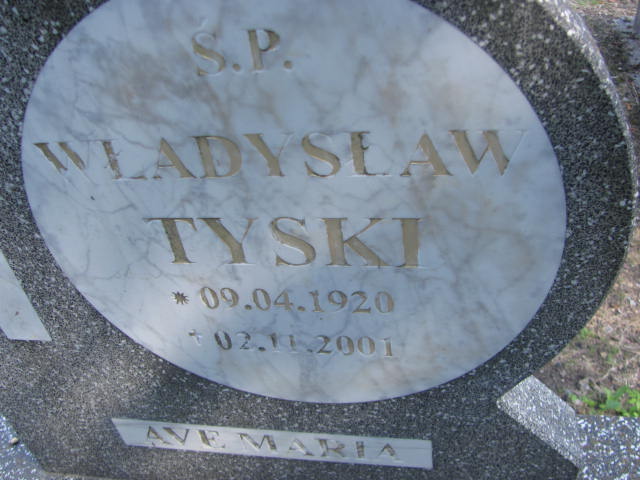 Ś.P.
WŁADYSŁAW
TYSKI
* 09.04.1920
+ 02.11.2001
AVE MARIA